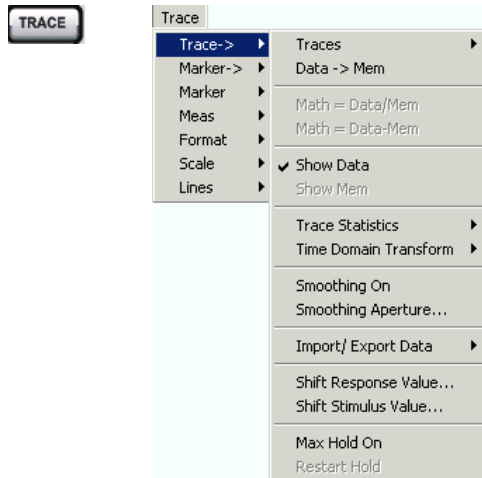 TRACE
Trace
Trace->
Marker->
Marker
Meas
Format
Scale
Lines
Traces
Data -> Mem
Math = Data/Mem
Math = Data-Mem
Show Data
Show Mem
Trace Statistics
Time Domain Transform
Smoothing On
Smoothing Aperture...
Import/ Export Data
Shift Response Value...
Shift Stimulus Value...
Max Hold On
Restart Hold